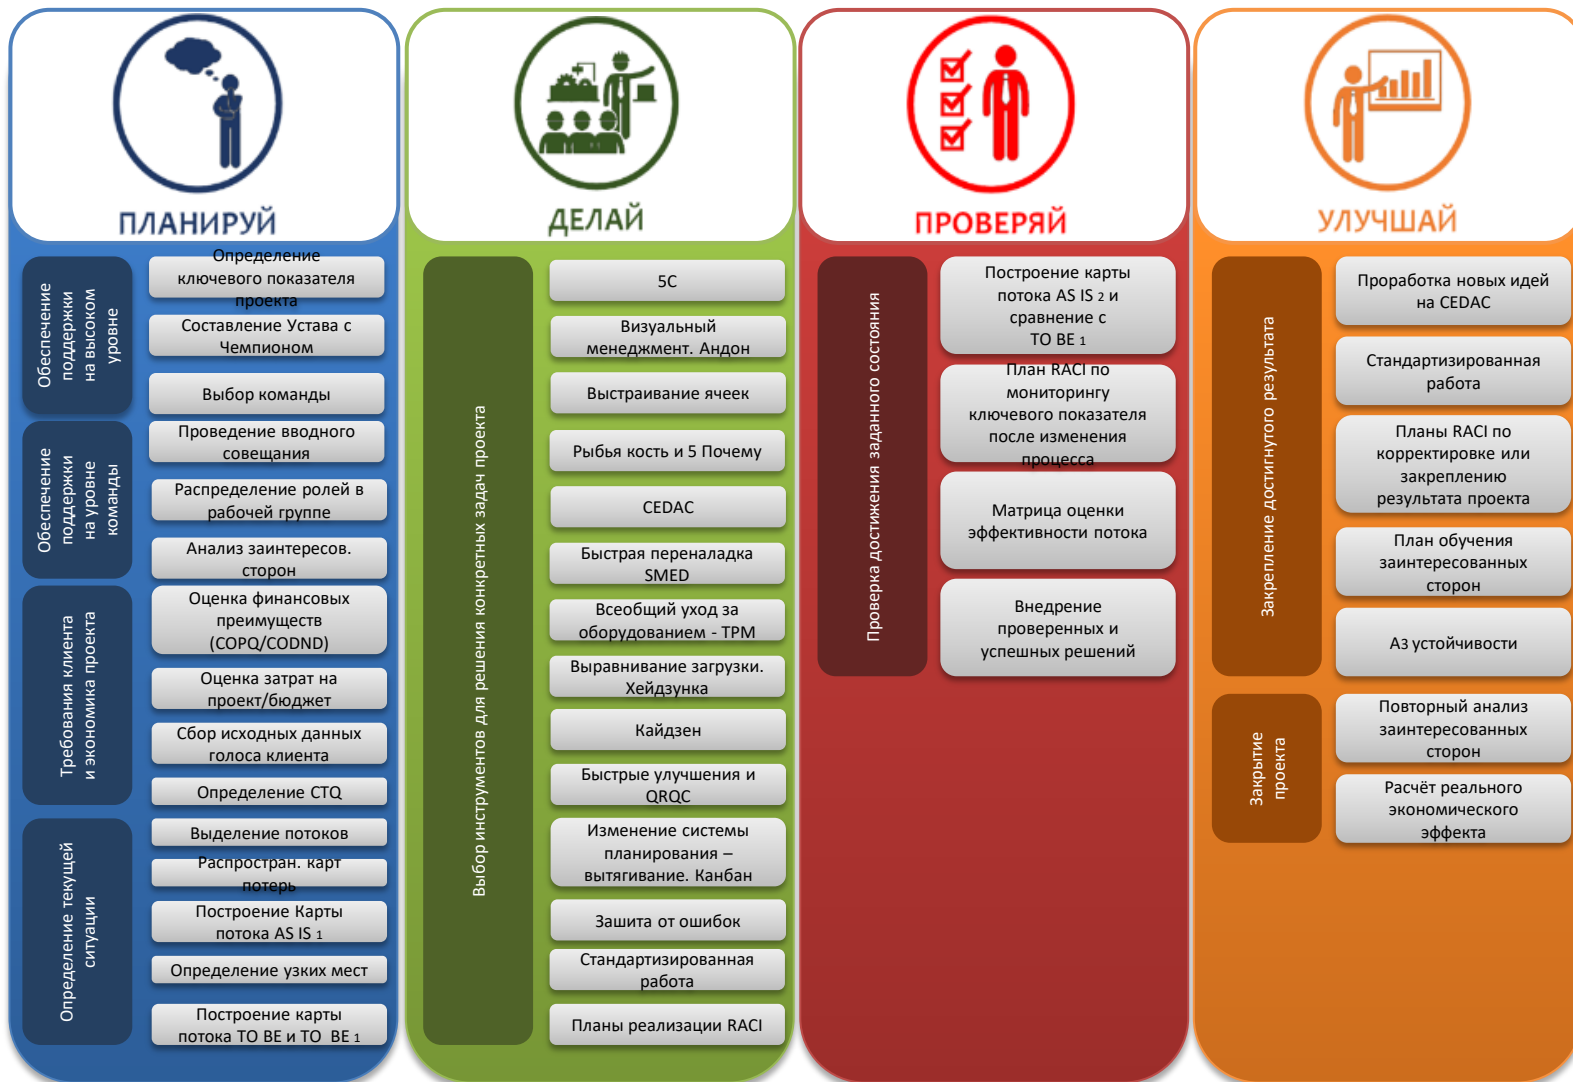 ПЛАНИРУЙ
Обеспечение
поддержки
на высоком
уровне
Определение
ключевого показателя
проекта
Составление Устава с
Чемпионом
Выбор команды
Обеспечение
поддержки
на уровне
команды
Проведение вводного
совещания
Распределение ролей в
рабочей группе
Анализ заинтересов.
сторон
Требования клиента
и экономика проекта
Оценка финансовых
преимуществ
(COPQ/CODND)
Оценка затрат на
проект/бюджет
Сбор исходных данных
голоса клиента
Определение CTQ
Определение текущей
ситуации
Выделение потоков
Распростран. карт
потерь
Построение Карты
потока AS IS 1
Определение узких мест
Построение карты
потока TO BE и TO BE 1
ДЕЛАЙ
Выбор инструментов для решения конкретных задач проекта
5С
Визуальный
менеджмент. Андон
Выстраивание ячеек
Рыбья кость и 5 Почему
CEDAC
Быстрая переналадка
SMED
Всеобщий уход за
оборудованием - ТРМ
Выравнивание загрузки.
Хейдзунка
Кайдзен
Быстрые улучшения и
QRQC
Изменение системы
планирования –
вытягивание. Канбан
Зашита от ошибок
Стандартизированная
работа
Планы реализации RACI
ПРОВЕРЯЙ
Проверка достижения заданного состояния
Построение карты
потока AS IS 2 и
сравнение с
TO BE 1
План RACI по
мониторингу
ключевого показателя
после изменения
процесса
Матрица оценки
эффективности потока
Внедрение
проверенных и
успешных решений
УЛУЧШАЙ
Закрепление достигнутого результата
Проработка новых идей
на CEDAC
Стандартизированная
работа
Планы RACI по
корректировке или
закреплению
результата проекта
План обучения
заинтересованных
сторон
А3 устойчивости
Закрытие
проекта
Повторный анализ
заинтересованных
сторон
Расчёт реального
экономического
эффекта